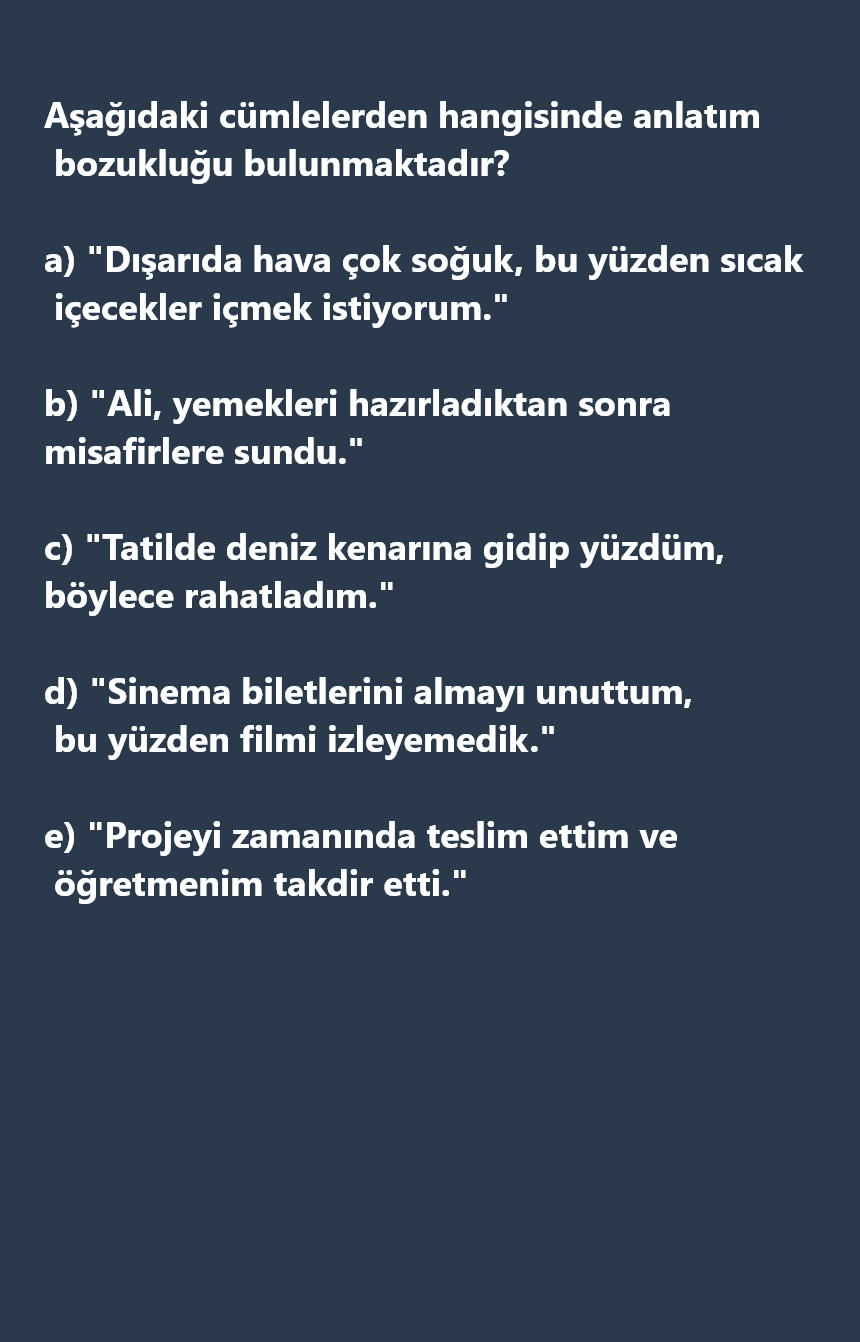 Aşağıdaki cümlelerden hangisinde anlatım
bozukluğu bulunmaktadır?
a) "Dışarıda hava çok soğuk, bu yüzden sıcak
içecekler içmek istiyorum."
b) "Ali, yemekleri hazırladıktan sonra
misafirlere sundu."
c) "Tatilde deniz kenarına gidip yüzdüm,
böylece rahatladım."
d) "Sinema biletlerini almayı unuttum,
bu yüzden filmi izleyemedik."
e) "Projeyi zamanında teslim ettim ve
öğretmenim takdir etti."